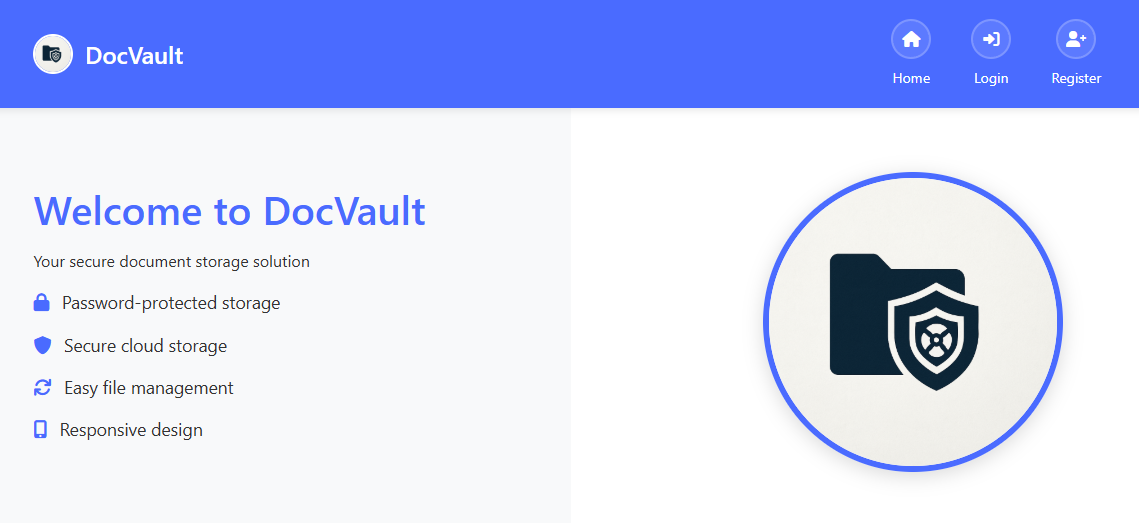 DocVault
Home
Login
Register
Welcome to DocVault
Your secure document storage solution
Password-protected storage
Secure cloud storage
Easy file management
Responsive design